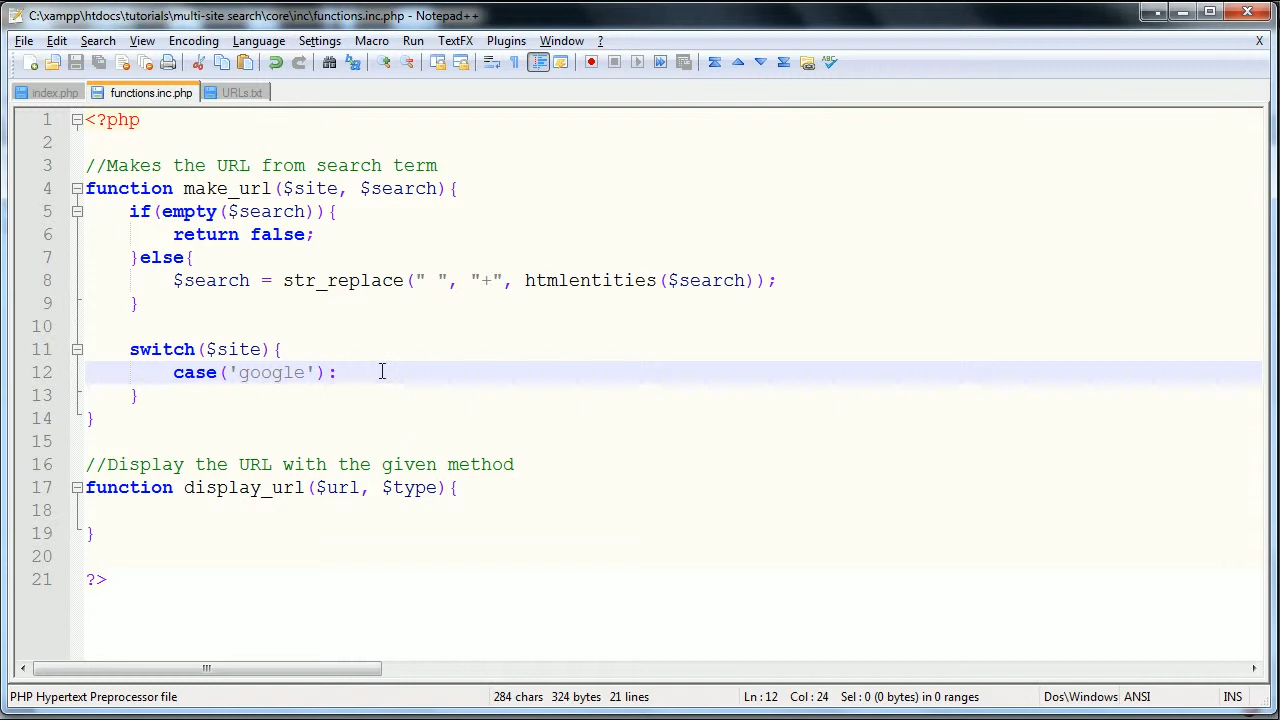 C:\xampp\htdocs\tutorials\multi-site search\core\inc\functions.inc.php - Notepad++
File Edit Search View Encoding Language Settings Macro Run TextFX Plugins Window ? X
index.php functions.inc.php URLs.txt
1 <?php
2
3 //Makes the URL from search term
4 function make_url($site, $search){
5 if(empty($search)){
6 return false;
7 }else{
8 $search = str_replace(" ", "+", htmlentities($search));
9 }
10
11 switch($site){
12 case('google'):
13 }
14 }
15
16 //Display the URL with the given method
17 function display_url($url, $type){
18
19 }
20
21 ?>
PHP Hypertext Preprocessor file 284 chars 324 bytes 21 lines Ln : 12 Col : 24 Sel : 0 (0 bytes) in 0 ranges Dos\Windows ANSI INS